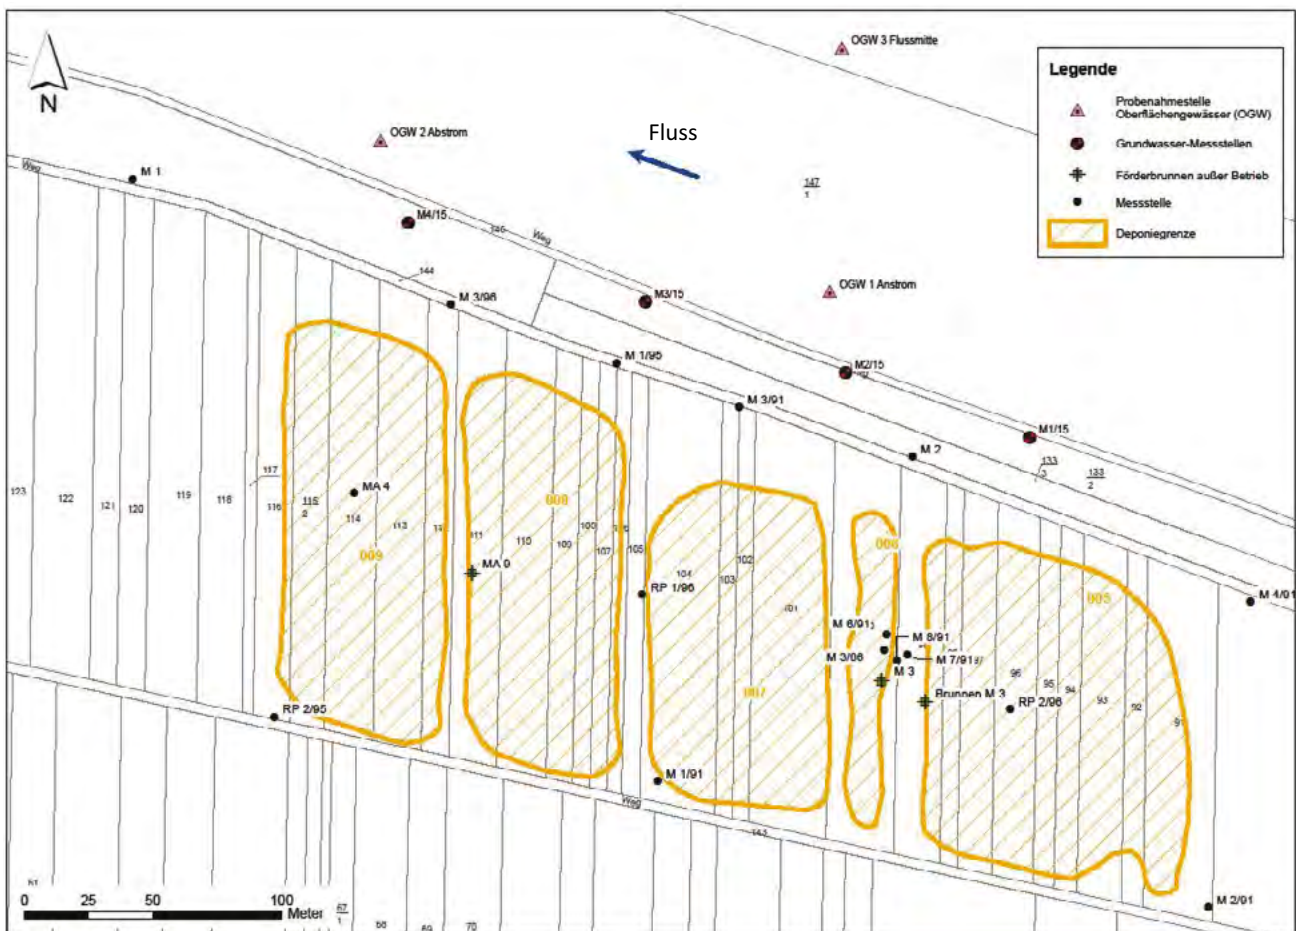 OGW 3 Flussmitte
Legende
Probenahmestelle
Oberflächengewässer (OGW)
Grundwasser-Messstellen
Förderbrunnen außer Betrieb
Messstelle
Deponiegrenze
N
OGW 2 Abstrom
Fluss
147
1
Weg
M 1
M4/15
146
Weg
144
M 3/96
M3/15
OGW 1 Anstrom
M 1/95
M2/15
M 3/91
M1/15
M 2
133
3
133
2
123
122
121
120
119
118
117
116
115
2
MA 4
114
113
009
111
110
008
109
108
107
106
105
MA 9
RP 1/96
104
103
102
101
007
006
M 6/91
M 8/91
M 3/06
M 3
M 7/91
Brunnen M 3
005
96
95
94
93
92
91
RP 2/96
M 4/91
RP 2/95
M 1/91
Weg
143
M 2/91
61
0 25 50 100
Meter
67
1
68
69
70